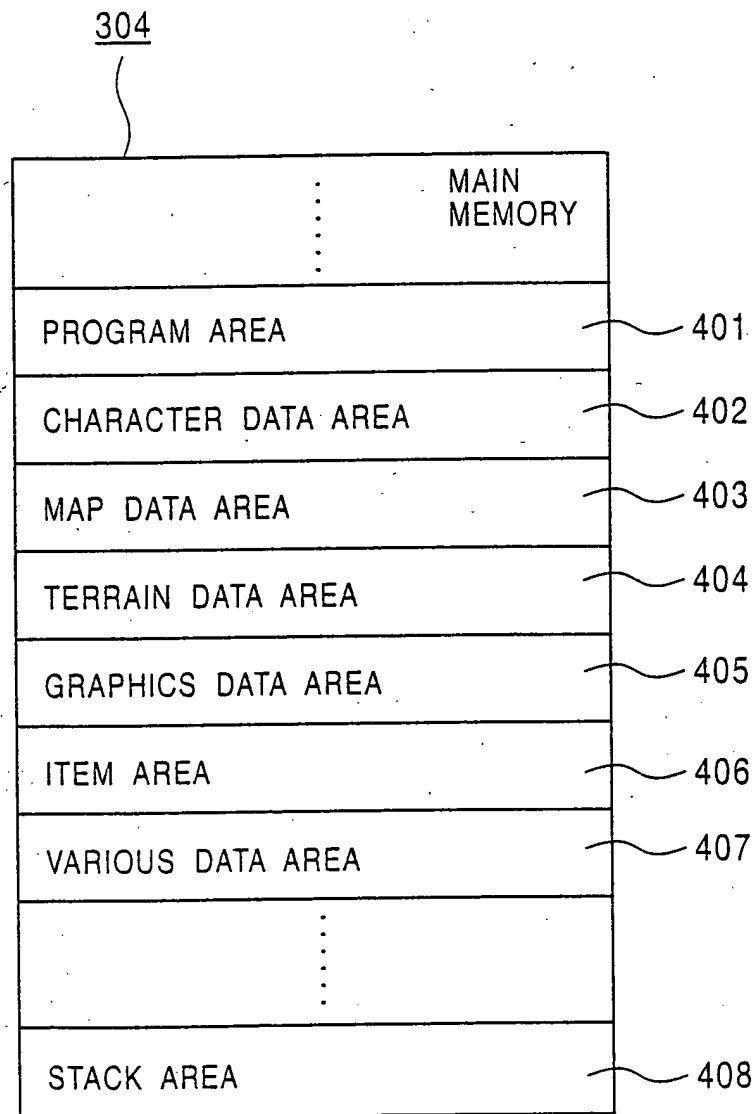 304
MAIN
MEMORY
PROGRAM AREA 401
CHARACTER DATA AREA 402
MAP DATA AREA 403
TERRAIN DATA AREA 404
GRAPHICS DATA AREA 405
ITEM AREA 406
VARIOUS DATA AREA 407
STACK AREA 408